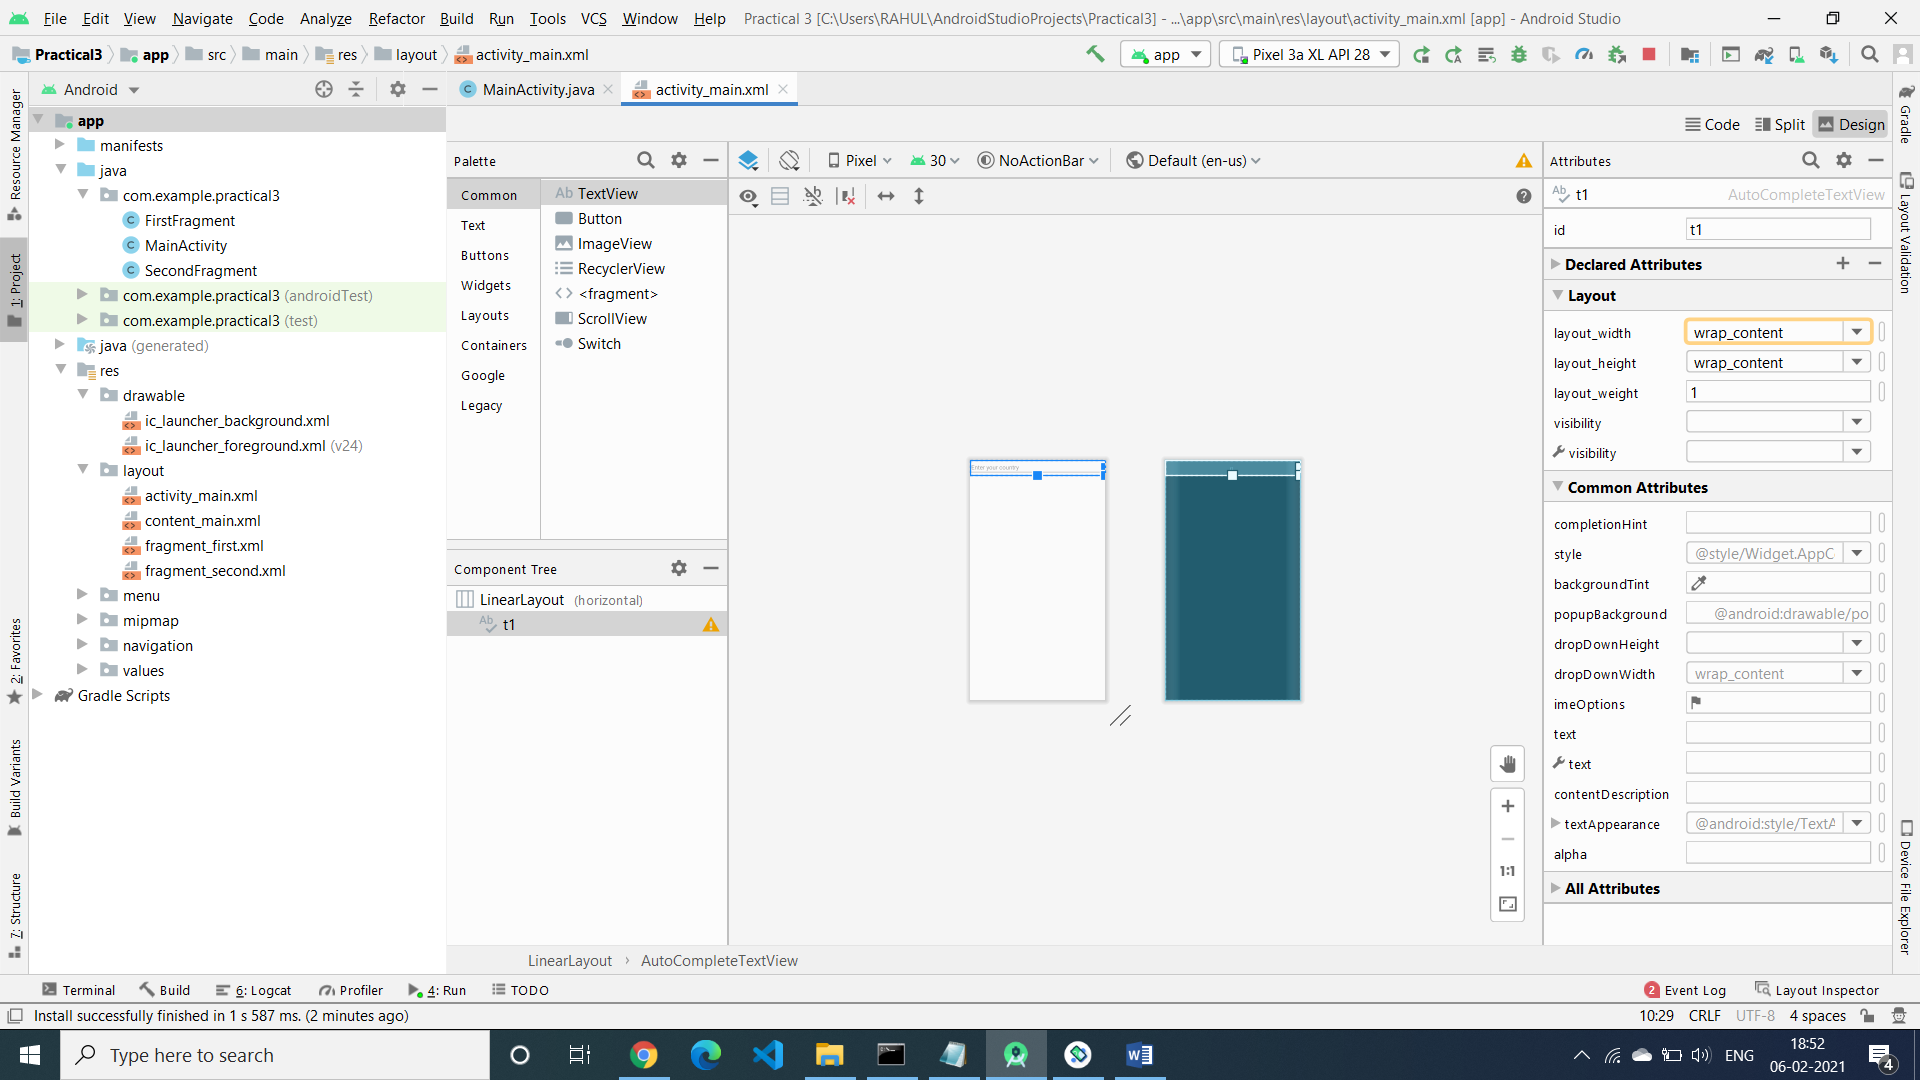 File Edit View Navigate Code Analyze Refactor Build Run Tools VCS Window Help Practical 3 [C:\Users\RAHUL\AndroidStudioProjects\Practical3] - ...\app\src\main\res\layout\activity_main.xml [app] - Android Studio
Practical3 app src main res layout activity_main.xml app Pixel 3a XL API 28
Android MainActivity.java activity_main.xml
Code Split Design
Resource Manager
1: Project
2: Favorites
Build Variants
7: Structure
app
manifests
java
com.example.practical3
FirstFragment
MainActivity
SecondFragment
com.example.practical3 (androidTest)
com.example.practical3 (test)
java (generated)
res
drawable
ic_launcher_background.xml
ic_launcher_foreground.xml (v24)
layout
activity_main.xml
content_main.xml
fragment_first.xml
fragment_second.xml
menu
mipmap
navigation
values
Gradle Scripts
Palette
Common
Text
Buttons
Widgets
Layouts
Containers
Google
Legacy
Ab TextView
Button
ImageView
RecyclerView
<fragment>
ScrollView
Switch
Component Tree
LinearLayout (horizontal)
Ab t1
Pixel 30 NoActionBar Default (en-us)
Enter your country
1:1
LinearLayout › AutoCompleteTextView
Attributes
Ab t1 AutoCompleteTextView
id t1
Declared Attributes
Layout
layout_width wrap_content
layout_height wrap_content
layout_weight 1
visibility
visibility
Common Attributes
completionHint
style @style/Widget.AppC
backgroundTint
popupBackground @android:drawable/po
dropDownHeight
dropDownWidth wrap_content
imeOptions
text
text
contentDescription
textAppearance @android:style/TextA
alpha
All Attributes
Gradle
Layout Validation
Device File Explorer
Terminal Build 6: Logcat Profiler 4: Run TODO 2 Event Log Layout Inspector
Install successfully finished in 1 s 587 ms. (2 minutes ago) 10:29 CRLF UTF-8 4 spaces
Type here to search
ENG
18:52
06-02-2021
4